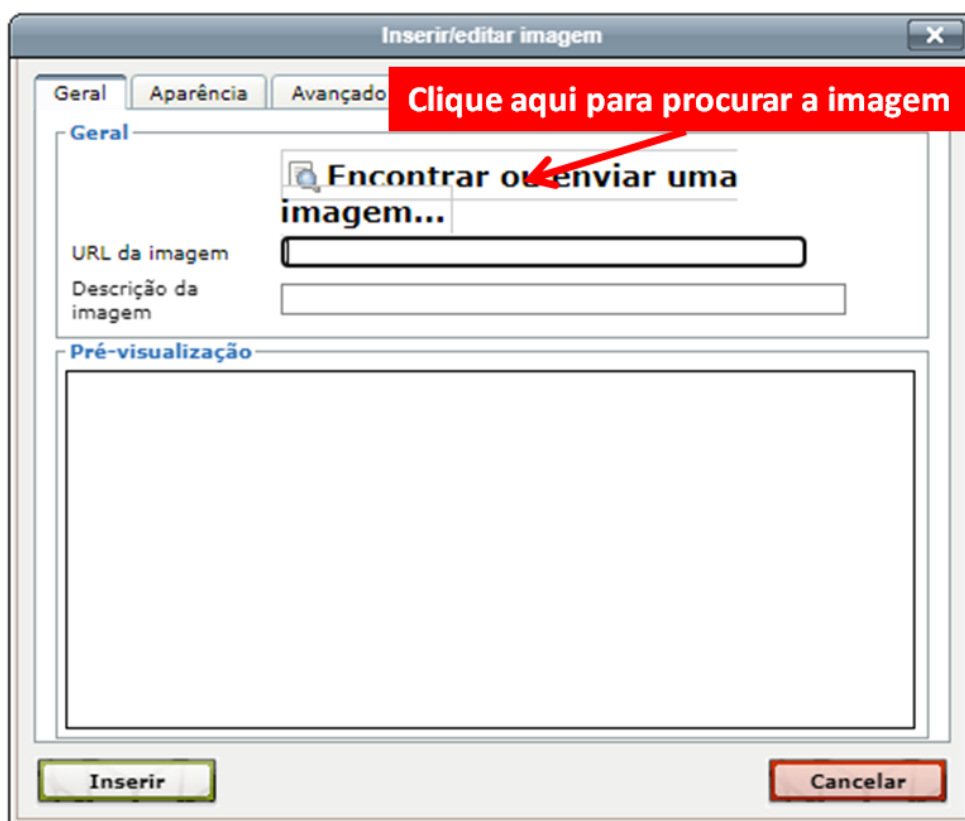 Inserir/editar imagem
Geral
Aparência
Avançado
Clique aqui para procurar a imagem
Geral
Encontrar ou enviar uma
imagem...
URL da imagem
Descrição da
imagem
Pré-visualização
Inserir
Cancelar